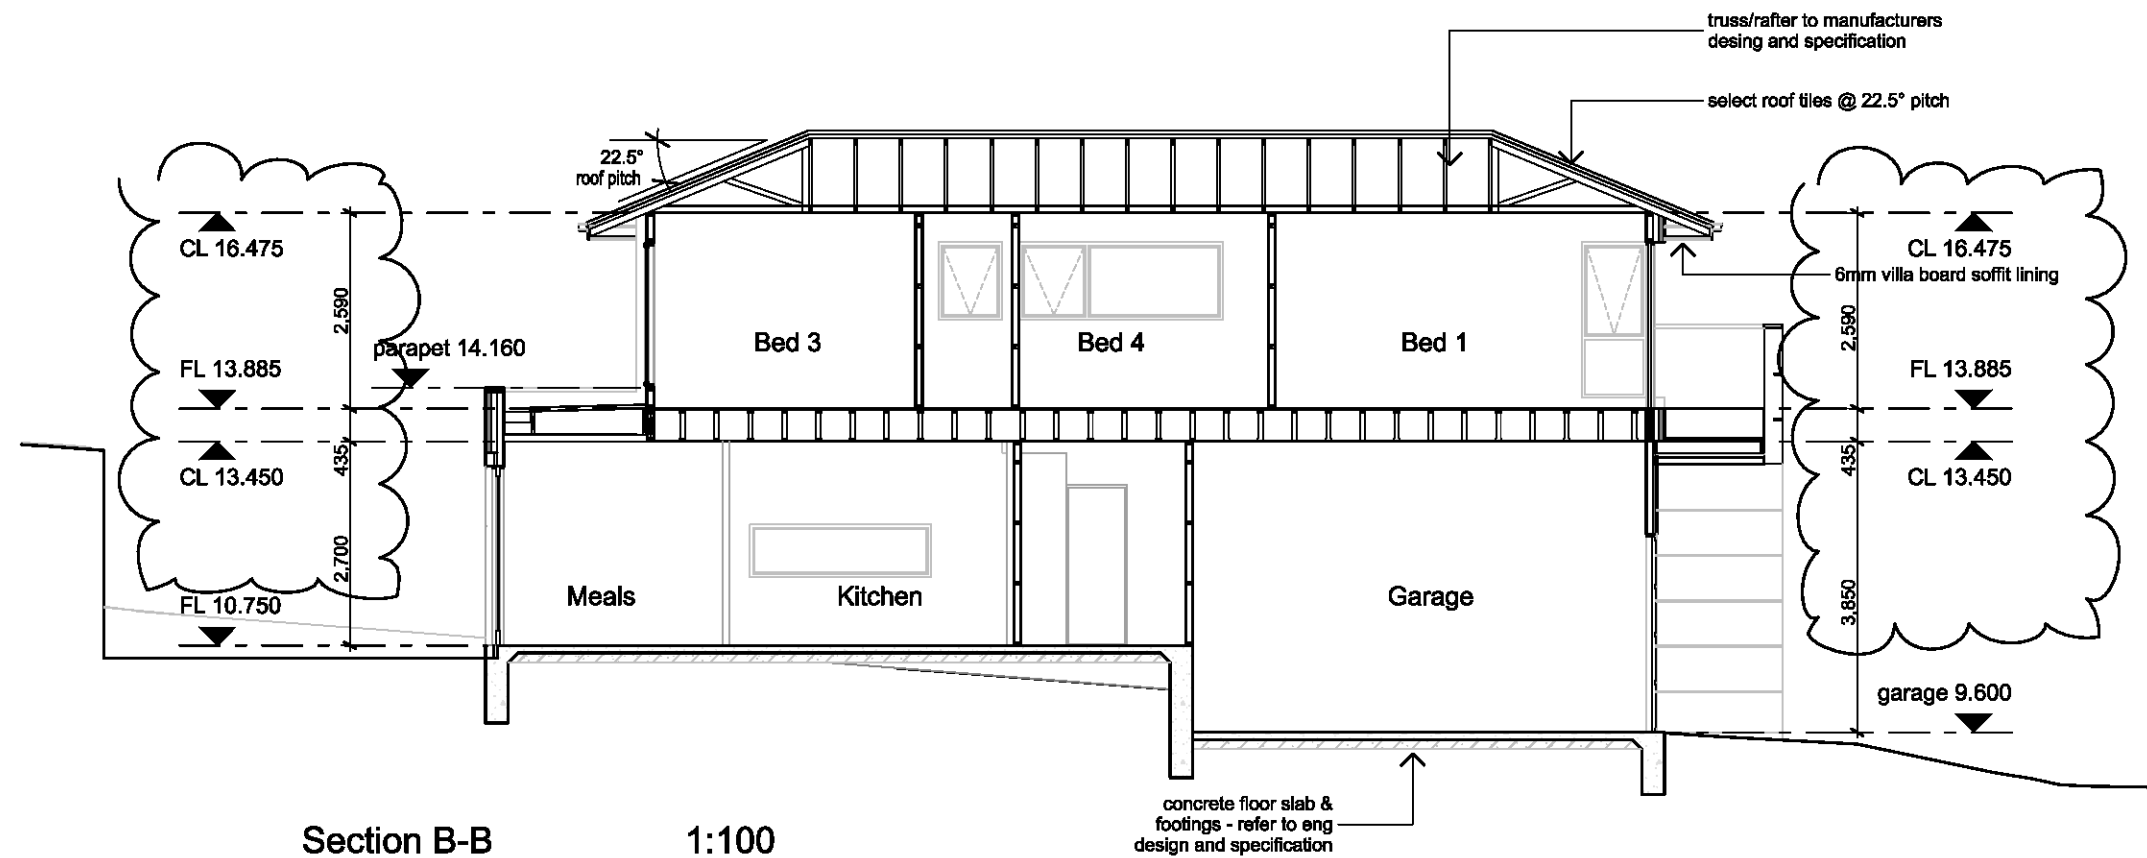 truss/rafter to manufacturers
desing and specification
select roof tiles @ 22.5° pitch
22.5°
roof pitch
CL 16.475
CL 16.475
6mm villa board soffit lining
2,590
2,590
parapet 14.160
Bed 3
Bed 4
Bed 1
FL 13.885
FL 13.885
435
435
CL 13.450
CL 13.450
2,700
3,850
FL 10.750
Meals
Kitchen
Garage
garage 9.600
concrete floor slab &
footings - refer to eng
design and specification
Section B-B 1:100